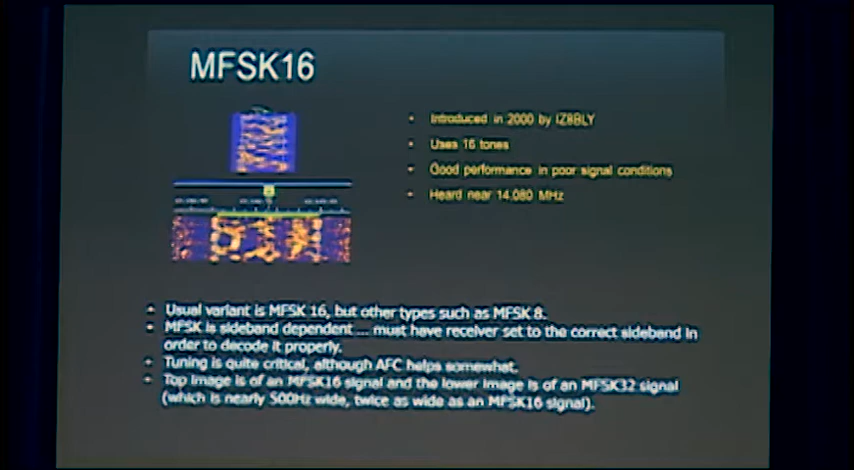 MFSK16
• Introduced in 2000 by IZ8BLY
• Uses 16 tones
• Good performance in poor signal conditions
• Heard near 14.080 MHz
• Usual variant is MFSK 16, but other types such as MFSK 8.
• MFSK is sideband dependent ... must have receiver set to the correct sideband in
order to decode it properly.
• Tuning is quite critical, although AFC helps somewhat.
• Top image is of an MFSK16 signal and the lower image is of an MFSK32 signal
(which is nearly 500Hz wide, twice as wide as an MFSK16 signal).